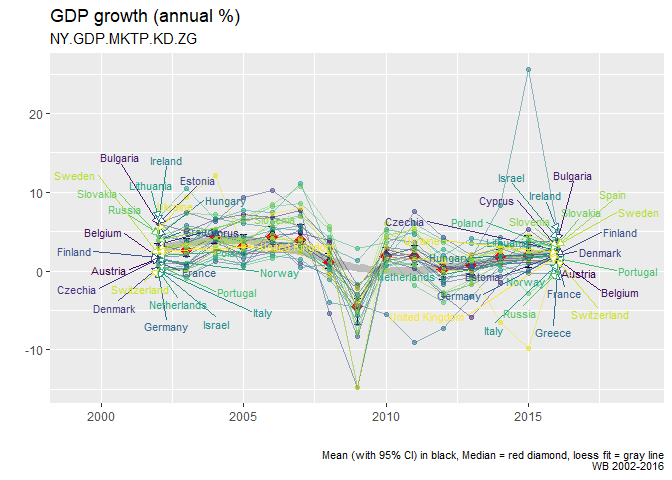 GDP growth (annual %)
NY.GDP.MKTP.KD.ZG
20
10
0
-10
2000
2005
2010
2015
Bulgaria
Ireland
Sweden
Estonia
Lithuania
Slovakia
Hungary
Russia
Belgium
Finland
Austria
France
Norway
Czechia
Switzerland
Portugal
Denmark
Netherlands
Italy
Germany
Israel
Israel
Bulgaria
Ireland
Spain
Cyprus
Slovakia
Sweden
Czechia
Poland
Slovenia
Finland
Lithuania
Denmark
Hungary
Netherlands
Estonia
Austria
Portugal
Norway
Germany
France
Belgium
United Kingdom
Russia
Switzerland
Italy
Greece
Mean (with 95% CI) in black, Median = red diamond, loess fit = gray line
WB 2002-2016